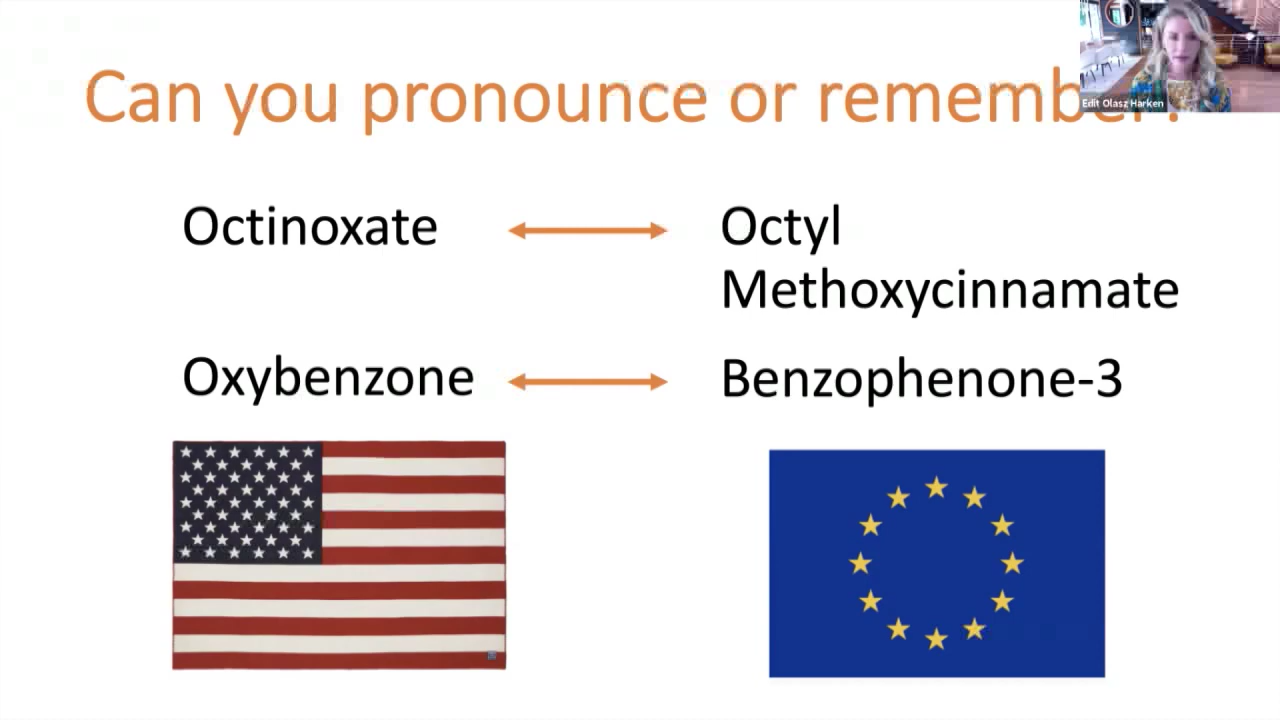 Can you pronounce or remember?
Edit Olasz Harken
Octinoxate
Octyl
Methoxycinnamate
Oxybenzone
Benzophenone-3